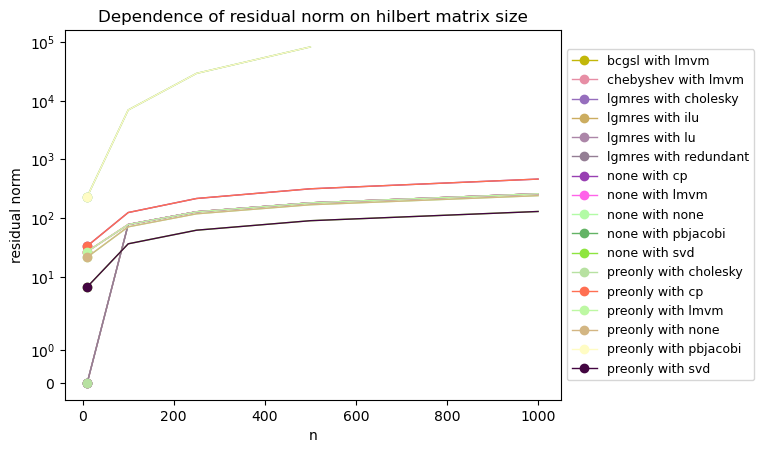 Dependence of residual norm on hilbert matrix size
residual norm
10^5
10^4
10^3
10^2
10^1
10^0
0
0 200 400 600 800 1000
n
bcgsl with lmvm
chebyshev with lmvm
lgmres with cholesky
lgmres with ilu
lgmres with lu
lgmres with redundant
none with cp
none with lmvm
none with none
none with pbjacobi
none with svd
preonly with cholesky
preonly with cp
preonly with lmvm
preonly with none
preonly with pbjacobi
preonly with svd